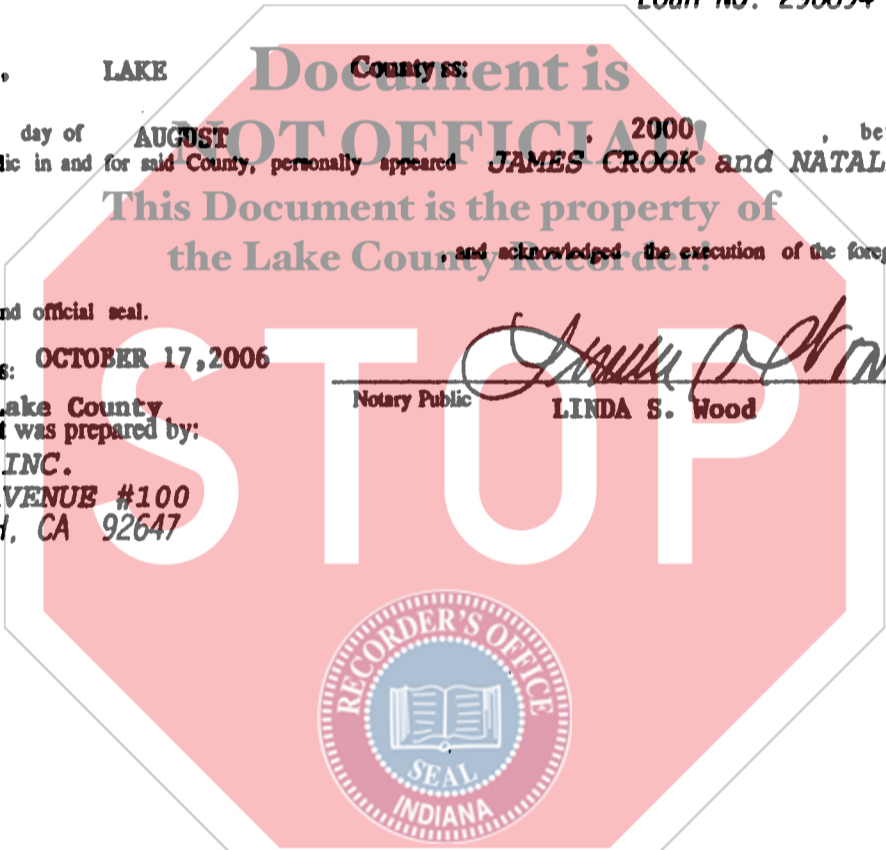 Loan No.
, LAKE County ss:
Document is
day of AUGUST , 2000 , be
NOT OFFICIAL!
lic in and for said County, personally appeared JAMES CROOK and NATAL
This Document is the property of
, and acknowledged the execution of the foreg
the Lake County Recorder!
nd official seal.
s: OCTOBER 17,2006
Lake County
Notary Public LINDA S. Wood
t was prepared by:
INC.
VENUE #100
, CA 92647
STOP
RECORDER'S OFFICE
SEAL
INDIANA